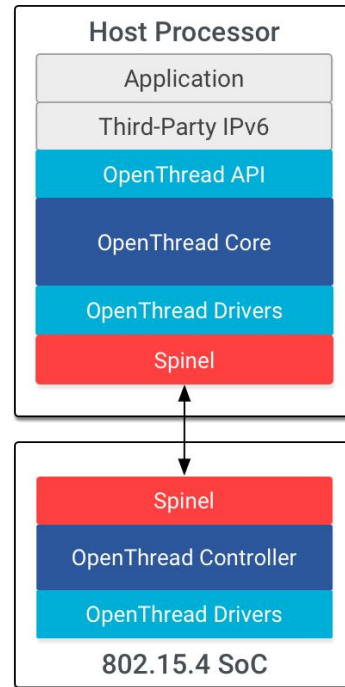 Host Processor
Application
Third-Party IPv6
OpenThread API
OpenThread Core
OpenThread Drivers
Spinel
Spinel
OpenThread Controller
OpenThread Drivers
802.15.4 SoC